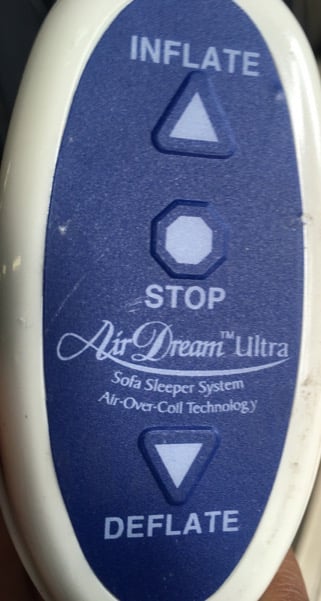 INFLATE
STOP
Air Dream™ Ultra
Sofa Sleeper System
Air-Over-Coil Technology
DEFLATE